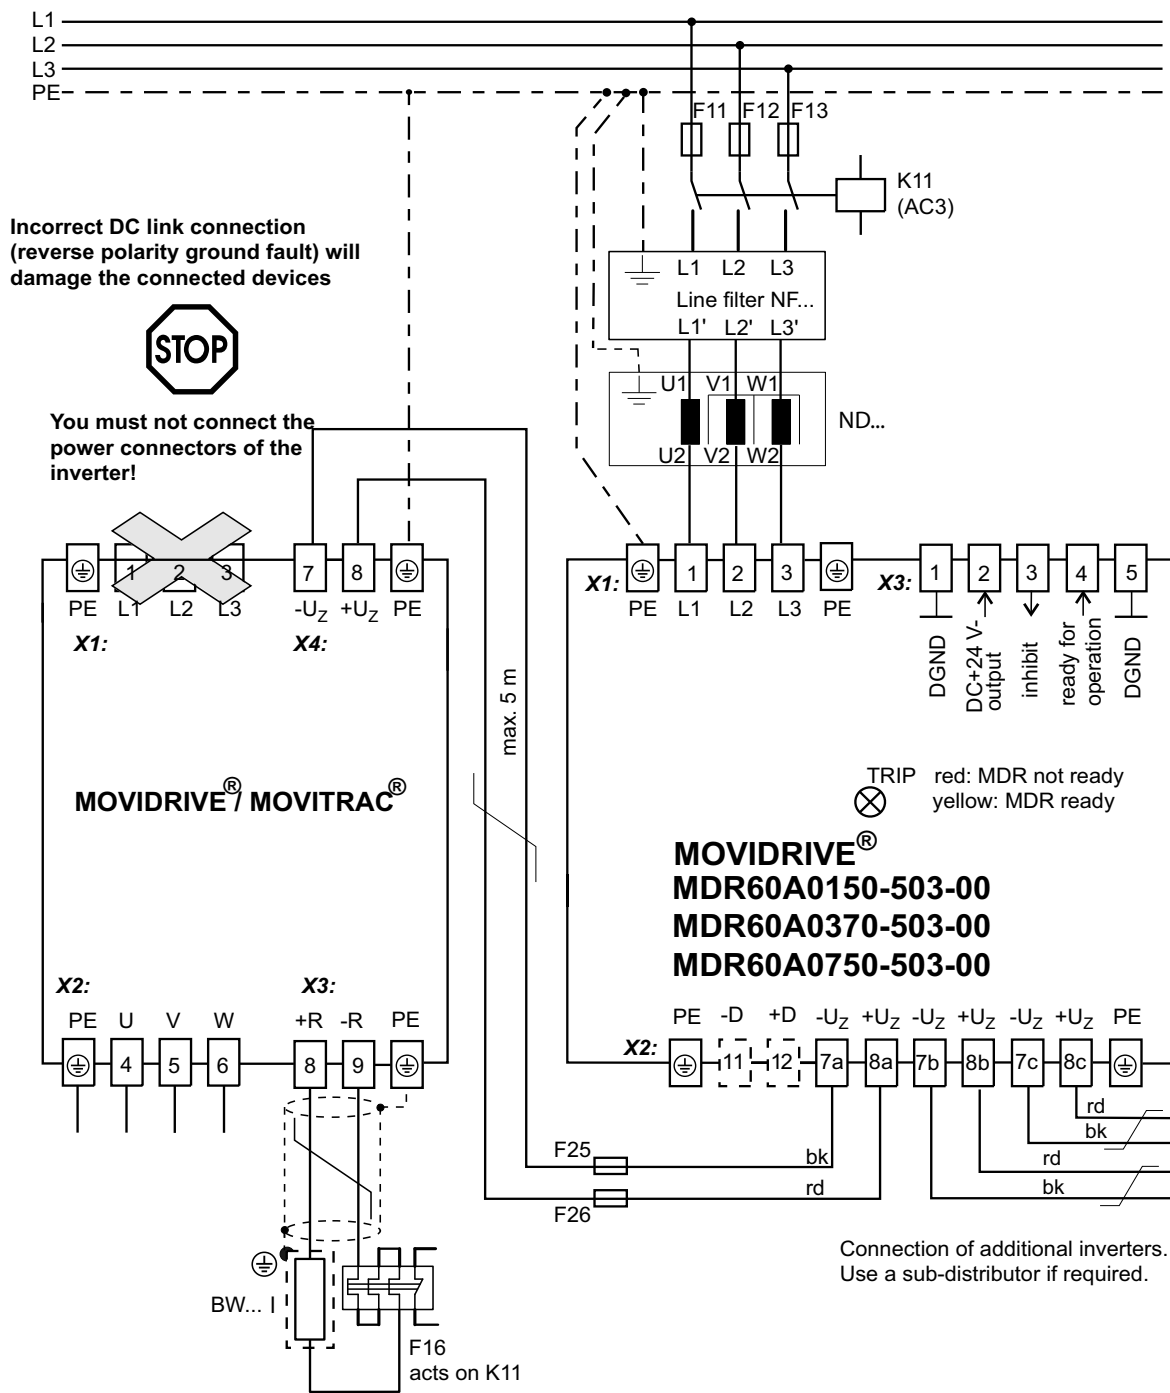 L1
L2
L3
PE
F11 F12 F13
K11
(AC3)
Incorrect DC link connection
(reverse polarity ground fault) will
damage the connected devices
STOP
You must not connect the
power connectors of the
inverter!
L1 L2 L3
Line filter NF...
L1' L2' L3'
U1 V1 W1
ND...
U2 V2 W2
1 2 3 7 8
PE L1 L2 L3 -UZ +UZ PE
X1: X4:
X1: 1 2 3 X3: 1 2 3 4 5
PE L1 L2 L3 PE
DGND
DC+24 V-
output
inhibit
ready for
operation
DGND
max. 5 m
MOVIDRIVE® / MOVITRAC®
TRIP red: MDR not ready
yellow: MDR ready
MOVIDRIVE®
MDR60A0150-503-00
MDR60A0370-503-00
MDR60A0750-503-00
X2: X3:
PE U V W +R -R PE
4 5 6 8 9
PE -D +D -UZ +UZ -UZ +UZ -UZ +UZ PE
X2: 11 12 7a 8a 7b 8b 7c 8c
rd
bk
rd
bk
F25 bk
rd
F26
Connection of additional inverters.
Use a sub-distributor if required.
BW...
F16
acts on K11